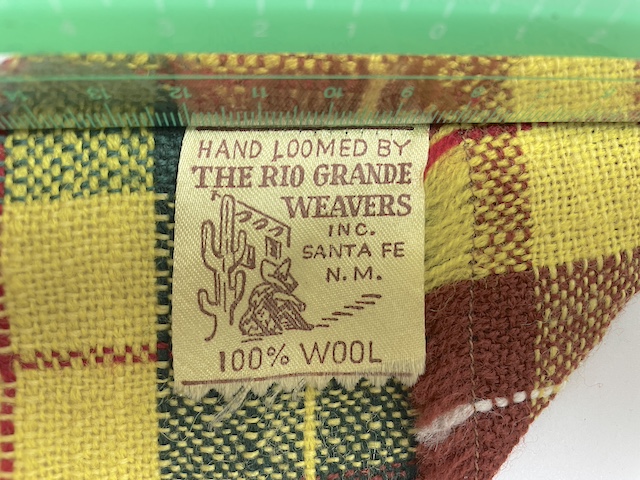 HAND LOOMED BY
THE RIO GRANDE
WEAVERS
INC.
SANTA FE
N.M.
100% WOOL